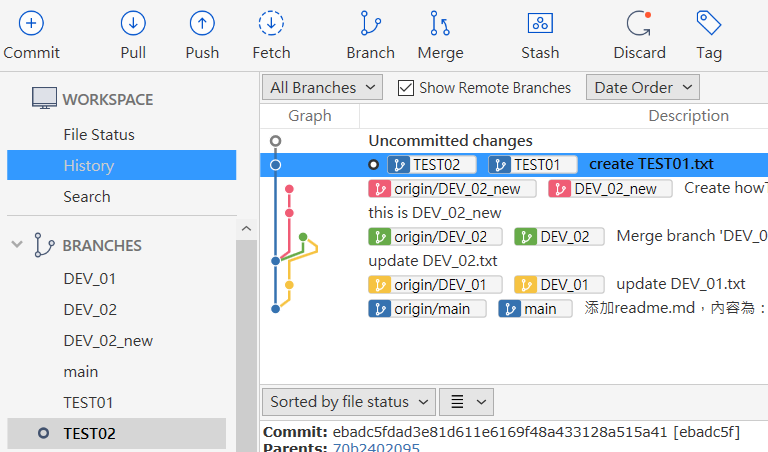 Commit Pull Push Fetch Branch Merge Stash Discard Tag
WORKSPACE
File Status
History
Search
BRANCHES
DEV_01
DEV_02
DEV_02_new
main
TEST01
TEST02
All Branches Show Remote Branches Date Order
Graph Description
Uncommitted changes
TEST02 TEST01 create TEST01.txt
origin/DEV_02_new DEV_02_new Create how
this is DEV_02_new
origin/DEV_02 DEV_02 Merge branch 'DEV_0
update DEV_02.txt
origin/DEV_01 DEV_01 update DEV_01.txt
origin/main main 添加readme.md，內容為：
Sorted by file status
Commit: ebadc5fdad3e81d611e6169f48a433128a515a41 [ebadc5f]
Parents: 70b2402095